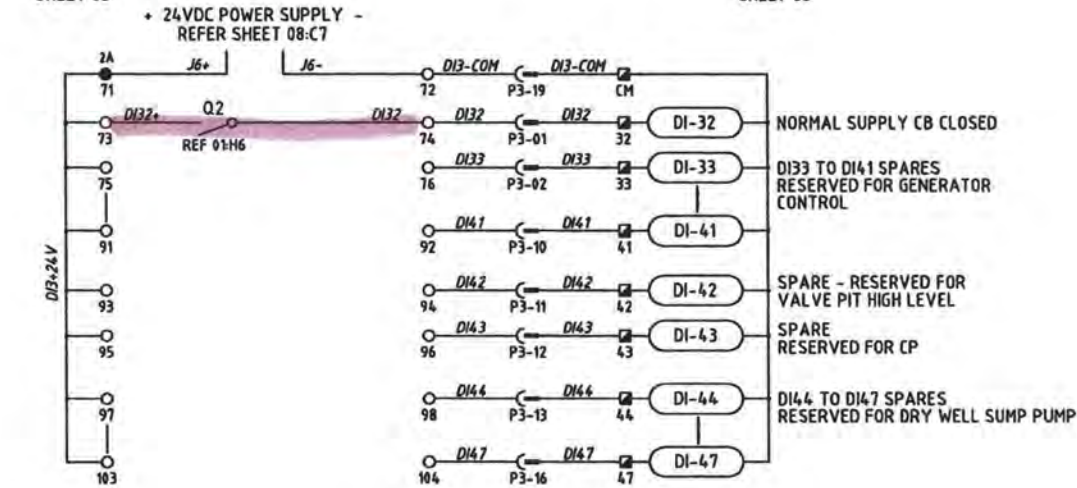 + 24VDC POWER SUPPLY -
REFER SHEET 08:C7
2A J6+ J6- DI3-COM DI3-COM
71 72 P3-19 CM
DI32+ Q2 DI32 DI32 DI32 DI-32 NORMAL SUPPLY CB CLOSED
73 REF 01:H6 74 P3-01 32
DI33 DI33 DI-33 DI33 TO DI41 SPARES
75 76 P3-02 33 RESERVED FOR GENERATOR
CONTROL
DI41 DI41 DI-41
91 92 P3-10 41
DI3+24V
DI42 DI42 DI-42 SPARE - RESERVED FOR
93 94 P3-11 42 VALVE PIT HIGH LEVEL
DI43 DI43 DI-43 SPARE
95 96 P3-12 43 RESERVED FOR CP
DI44 DI44 DI-44 DI44 TO DI47 SPARES
97 98 P3-13 44 RESERVED FOR DRY WELL SUMP PUMP
DI47 DI47 DI-47
103 104 P3-16 47